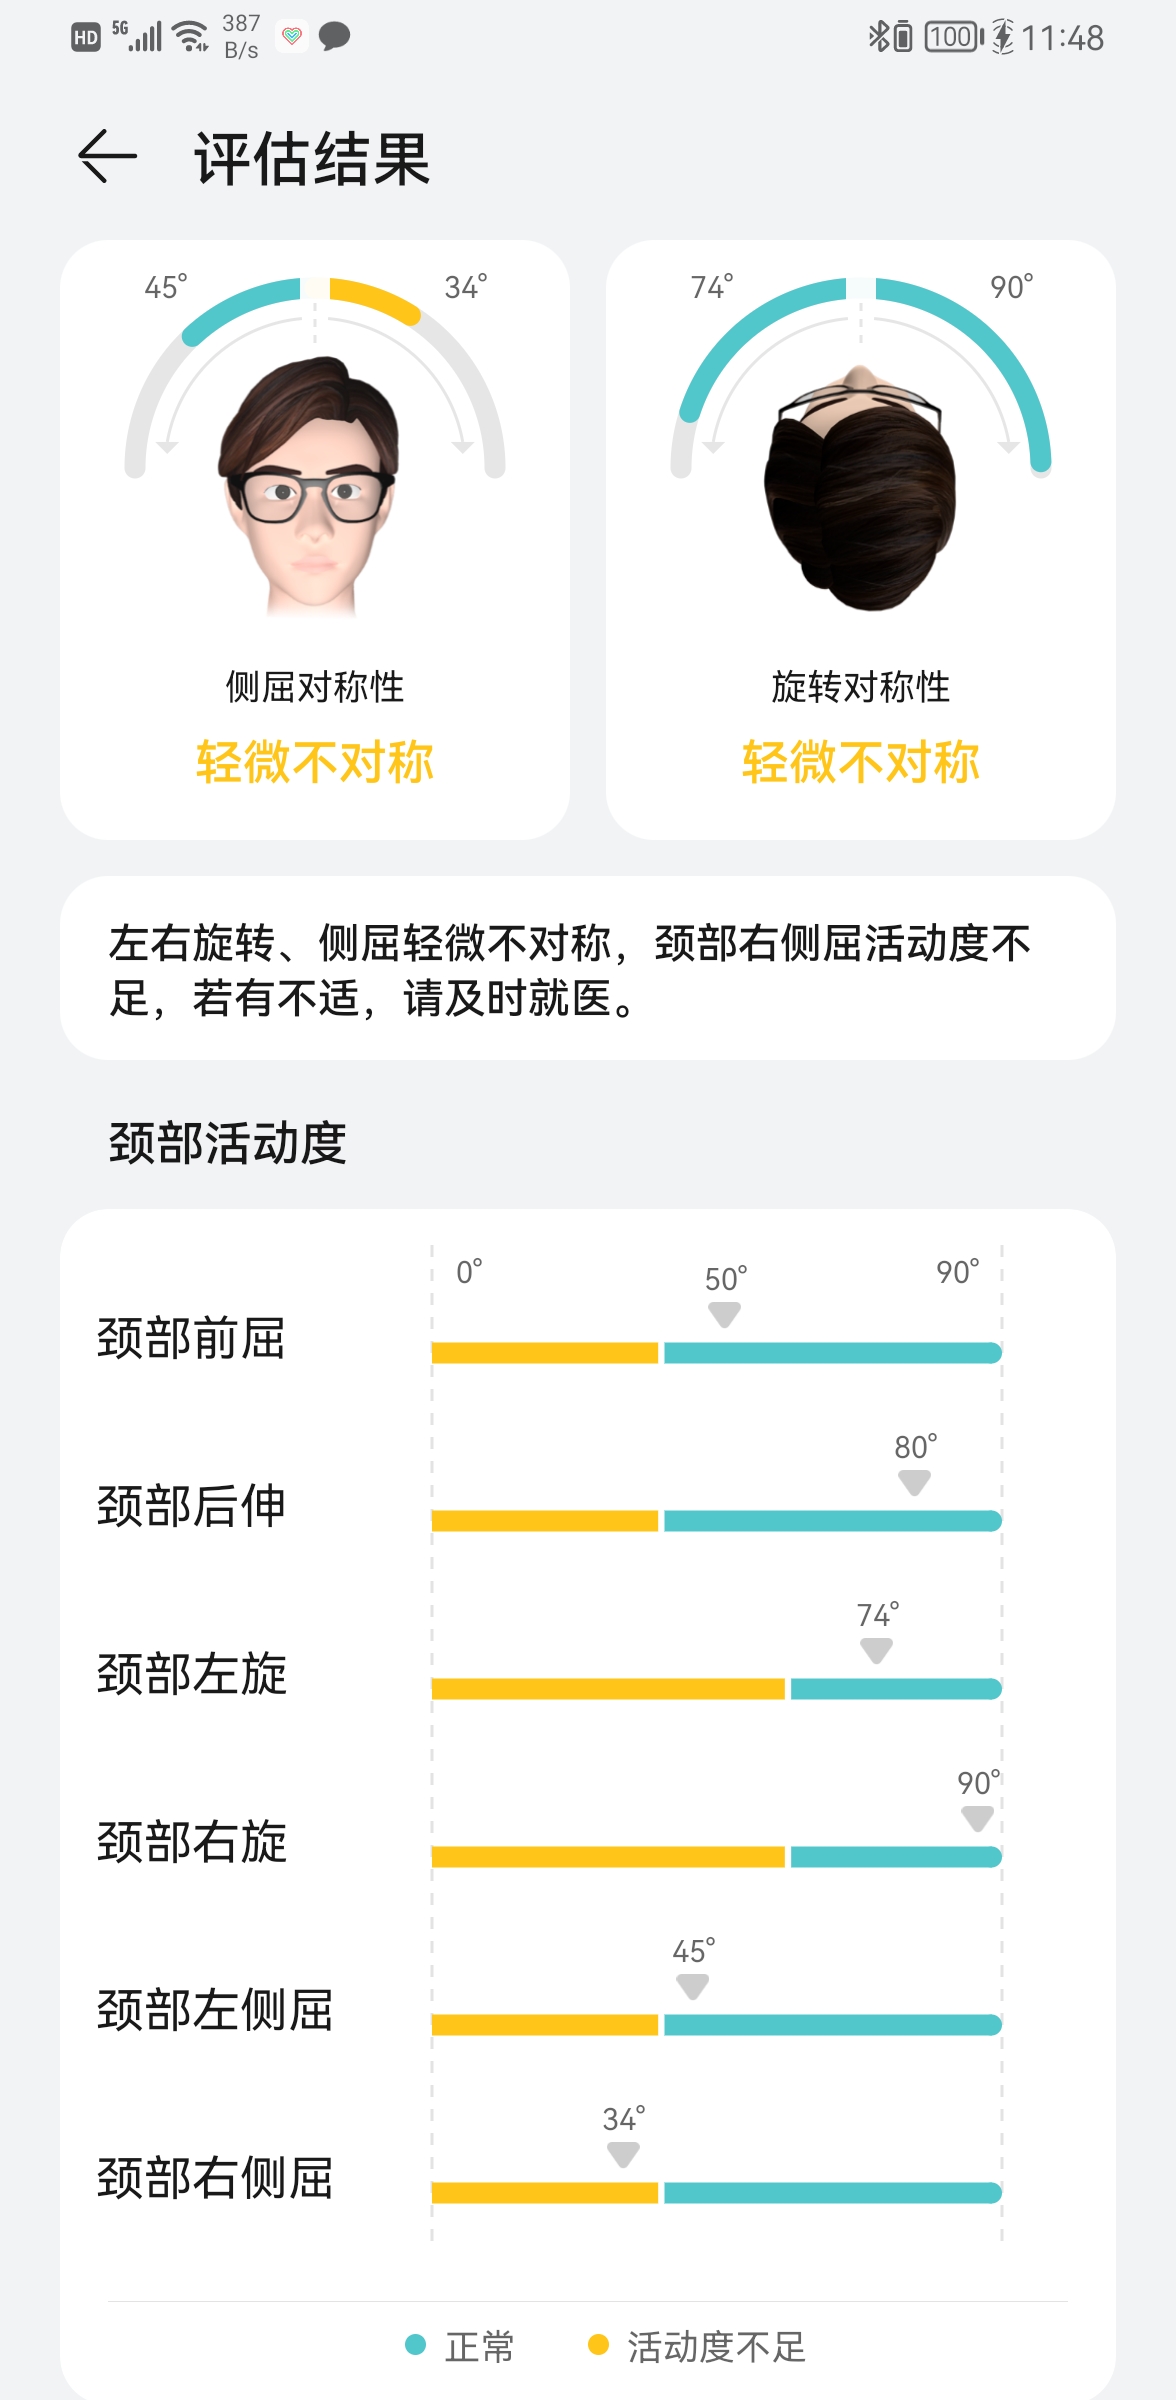 HD 5G 387 B/s 100 11:48
评估结果
45° 34° 74° 90°
侧屈对称性 旋转对称性
轻微不对称 轻微不对称
左右旋转、侧屈轻微不对称，颈部右侧屈活动度不
足，若有不适，请及时就医。
颈部活动度
0° 50° 90°
颈部前屈
80°
颈部后伸
74°
颈部左旋
90°
颈部右旋
45°
颈部左侧屈
34°
颈部右侧屈
正常 活动度不足